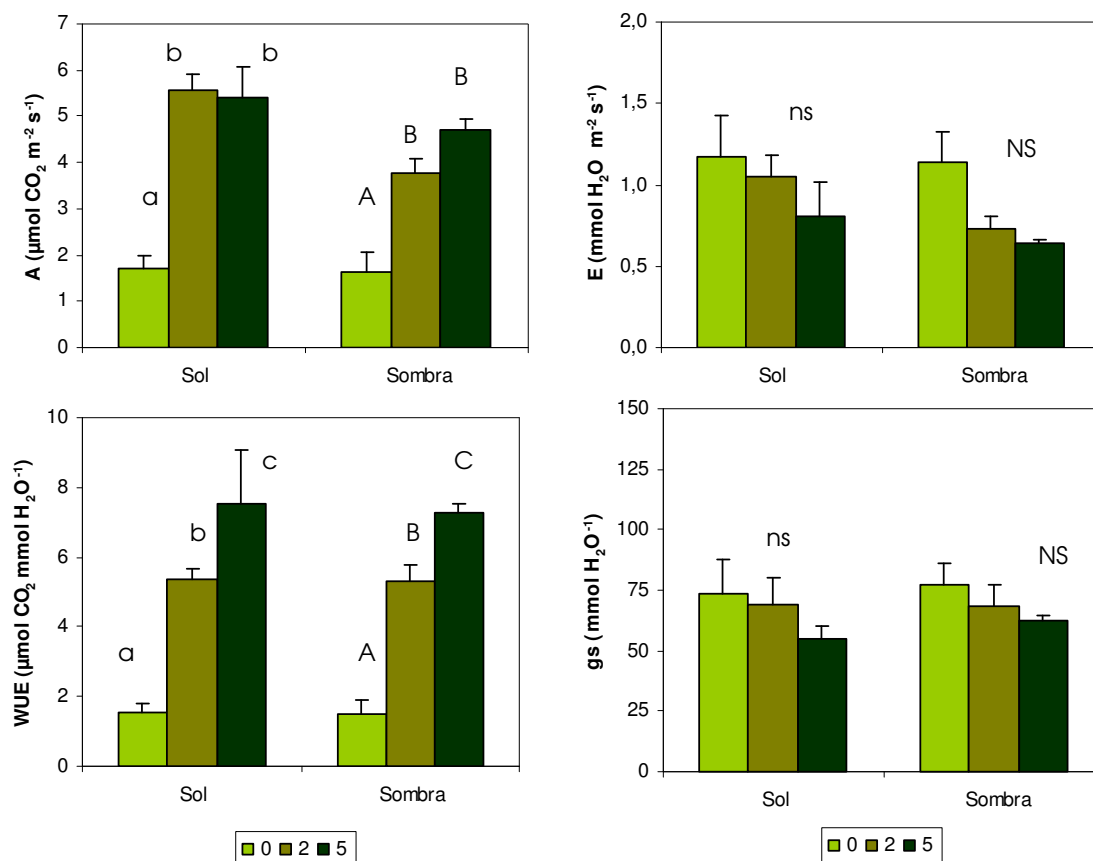 A (µmol CO₂ m⁻² s⁻¹)
7
6
5
4
3
2
1
0
a
b
b
A
B
B
Sol
Sombra
E (mmol H₂O m⁻² s⁻¹)
2,0
1,5
1,0
0,5
0,0
ns
NS
Sol
Sombra
WUE (µmol CO₂ mmol H₂O⁻¹)
10
8
6
4
2
0
a
b
c
A
B
C
Sol
Sombra
0 2 5
gs (mmol H₂O⁻¹)
150
125
100
75
50
25
0
ns
NS
Sol
Sombra
0 2 5